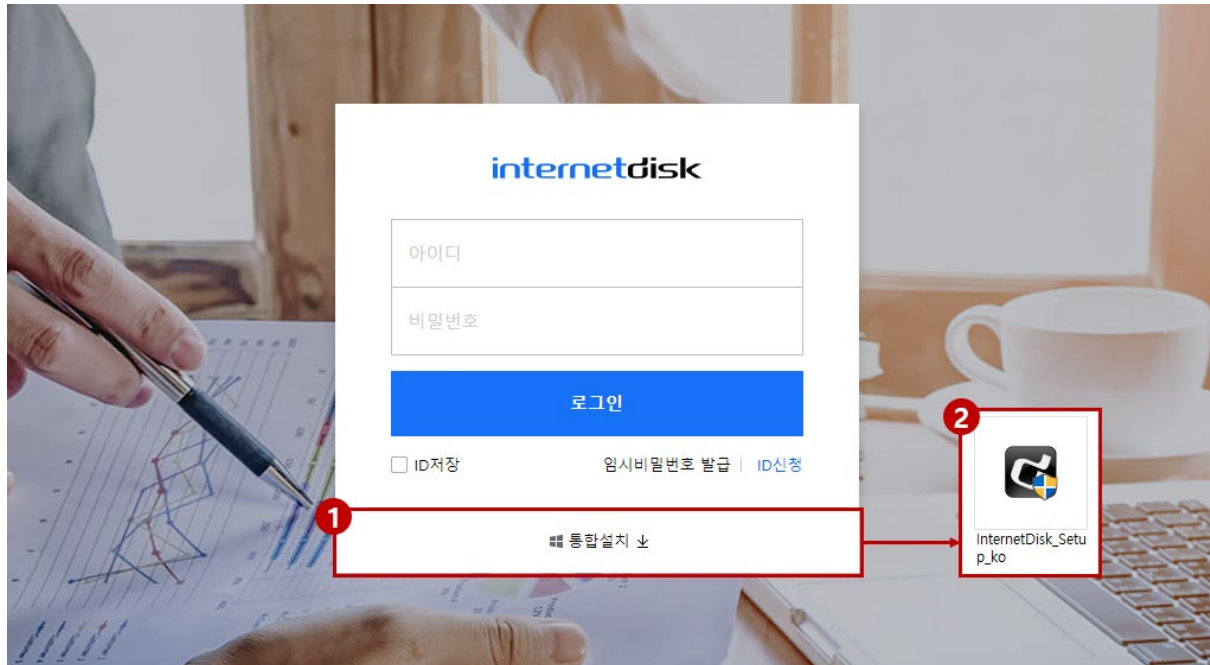 internetdisk
아이디
비밀번호
로그인
ID저장
임시비밀번호 발급 | ID신청
1
통합설치
2
InternetDisk_Setu
p_ko